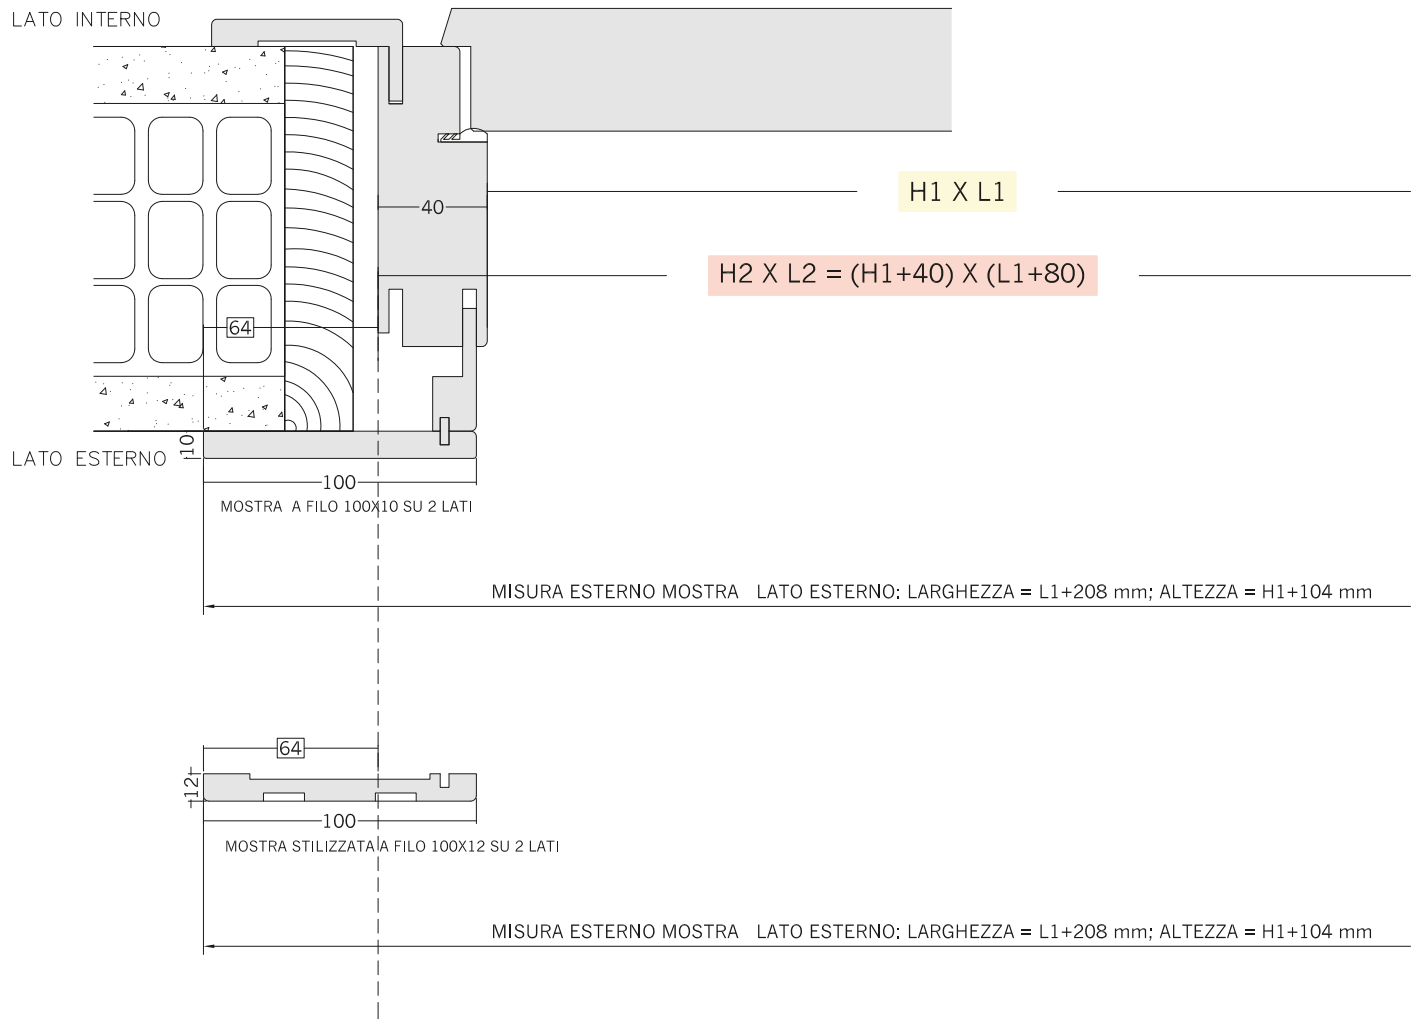 LATO INTERNO
H1 X L1
40
H2 X L2 = (H1+40) X (L1+80)
64
10
LATO ESTERNO
100
MOSTRA A FILO 100X10 SU 2 LATI
MISURA ESTERNO MOSTRA LATO ESTERNO: LARGHEZZA = L1+208 mm; ALTEZZA = H1+104 mm
64
12
100
MOSTRA STILIZZATA A FILO 100X12 SU 2 LATI
MISURA ESTERNO MOSTRA LATO ESTERNO: LARGHEZZA = L1+208 mm; ALTEZZA = H1+104 mm